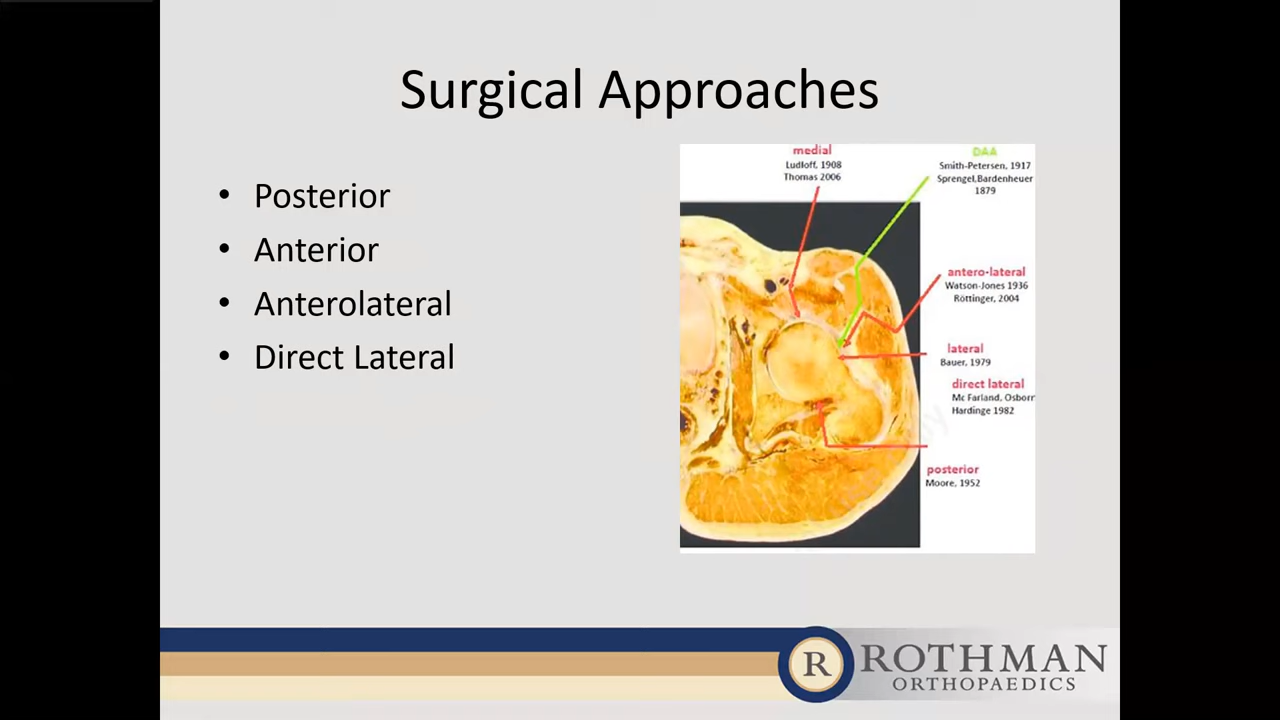 Surgical Approaches
• Posterior
• Anterior
• Anterolateral
• Direct Lateral
medial
Ludloff, 1908
Thomas 2006
DAA
Smith-Petersen, 1917
Sprengel,Bardenheuer
1879
antero-lateral
Watson-Jones 1936
Röttinger, 2004
lateral
Bauer, 1979
direct lateral
Mc Farland, Osborr
Hardinge 1982
posterior
Moore, 1952
R
ROTHMAN
ORTHOPAEDICS